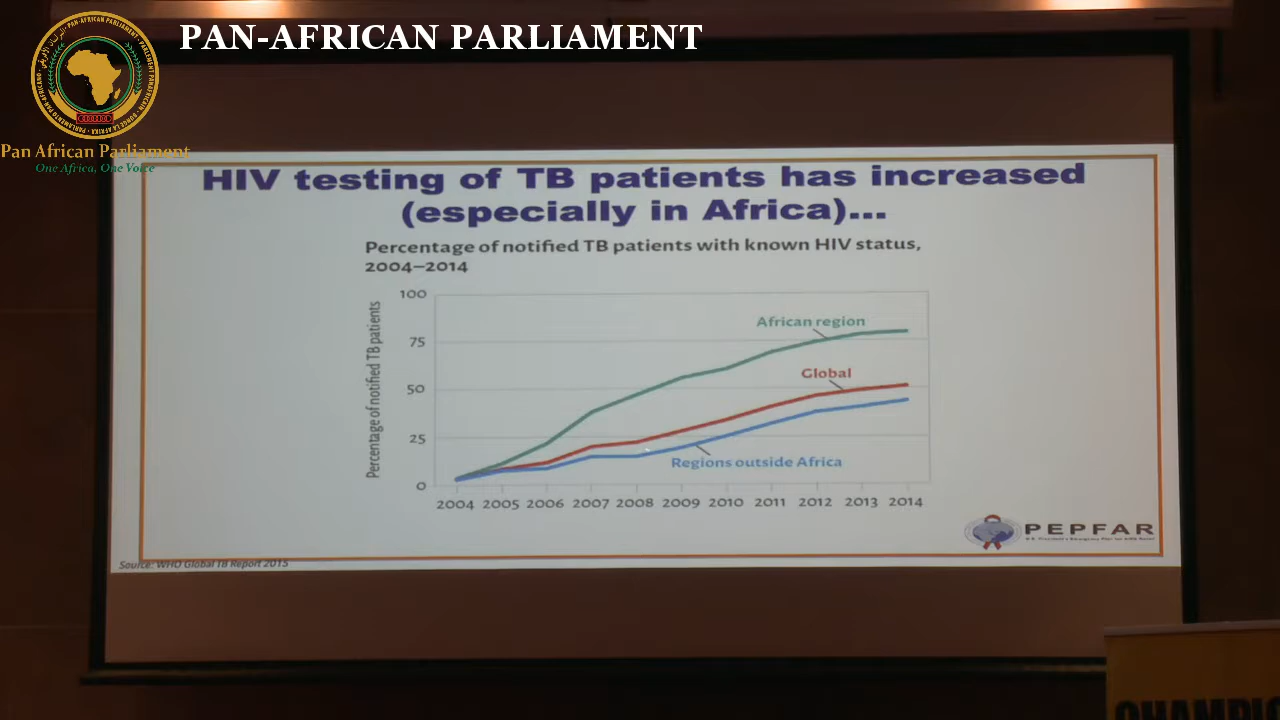 PAN-AFRICAN PARLIAMENT
Pan African Parliament
One Africa, One Voice
HIV testing of TB patients has increased
(especially in Africa)...
Percentage of notified TB patients with known HIV status,
2004–2014
Percentage of notified TB patients
100
75
50
25
0
African region
Global
Regions outside Africa
2004 2005 2006 2007 2008 2009 2010 2011 2012 2013 2014
PEPFAR
Source: WHO Global TB Report 2015